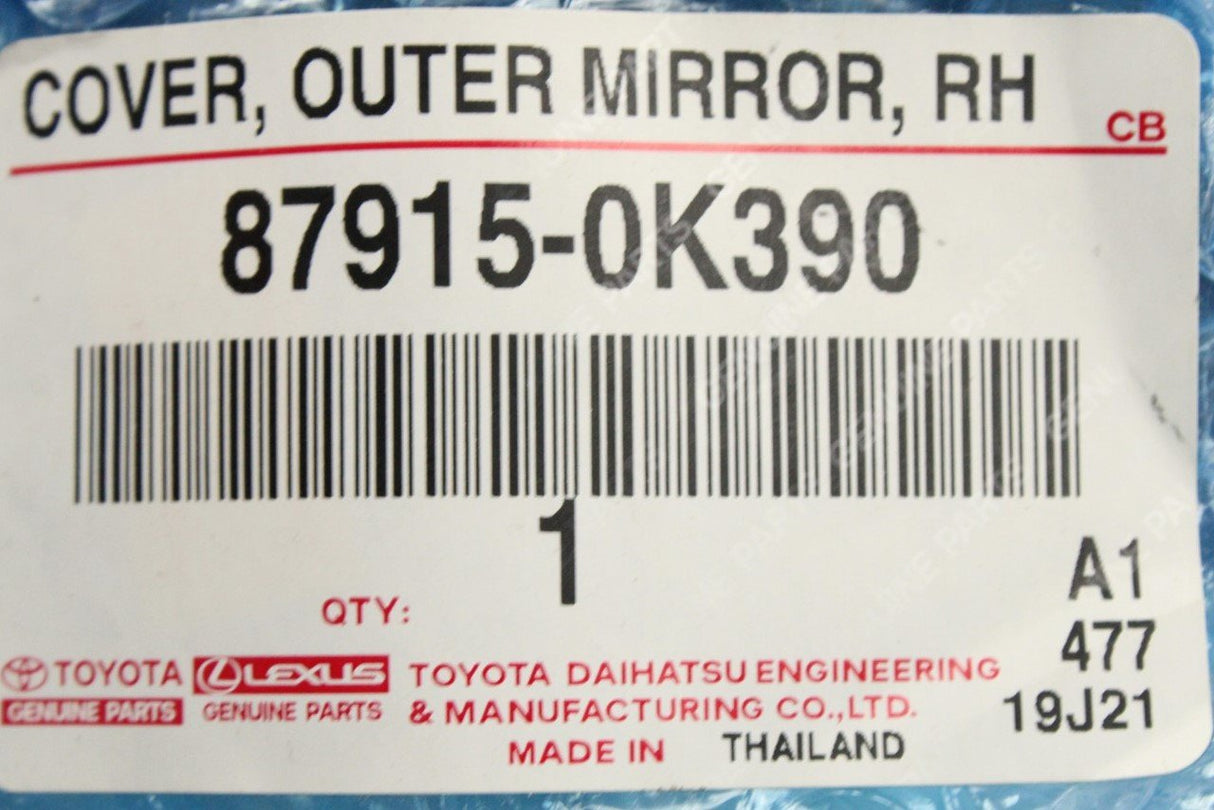 COVER, OUTER MIRROR, RH
CB
87915-0K390
1
QTY:
A1
477
19J21
TOYOTA
GENUINE PARTS
LEXUS
GENUINE PARTS
TOYOTA DAIHATSU ENGINEERING
& MANUFACTURING CO.,LTD.
MADE IN THAILAND